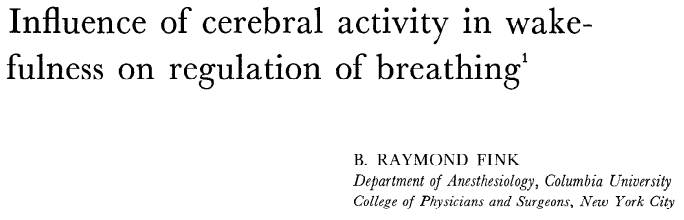 Influence of cerebral activity in wake-
fulness on regulation of breathing¹
B. RAYMOND FINK
Department of Anesthesiology, Columbia University
College of Physicians and Surgeons, New York City